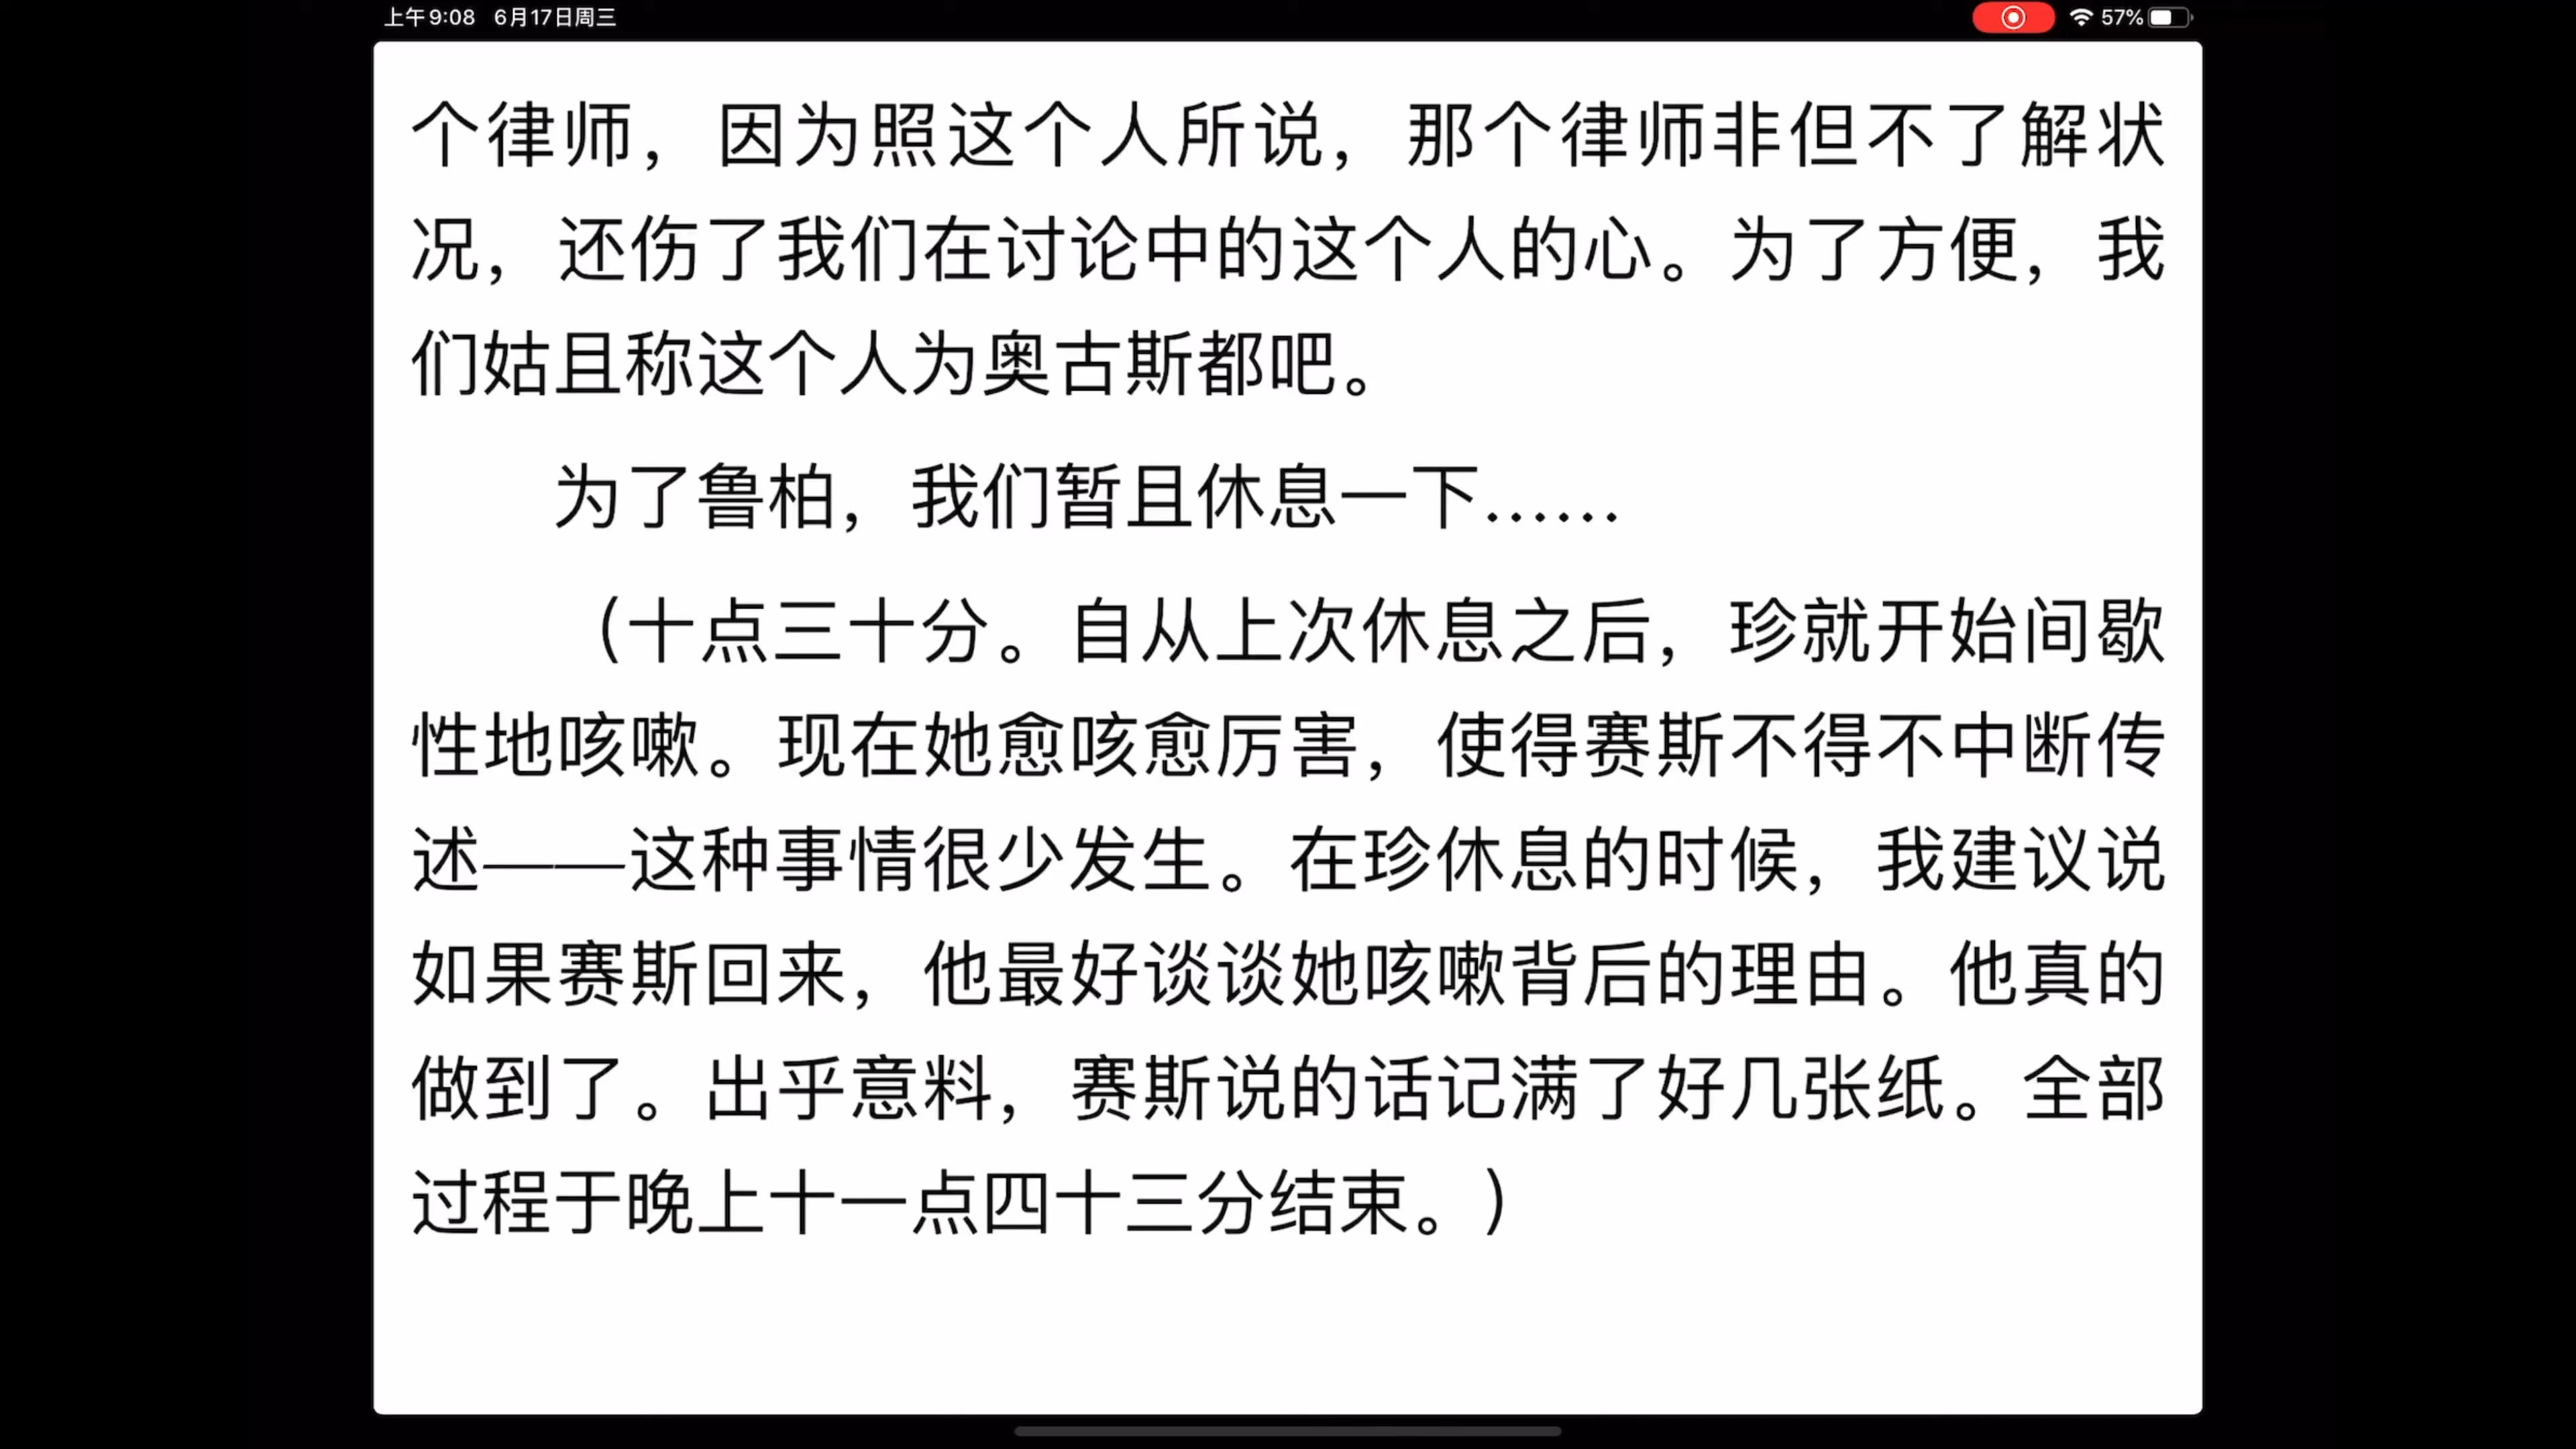 上午9:08 6月17日周三
57%
个律师，因为照这个人所说，那个律师非但不了解状
况，还伤了我们在讨论中的这个人的心。为了方便，我
们姑且称这个人为奥古斯都吧。
为了鲁柏，我们暂且休息一下……
（十点三十分。自从上次休息之后，珍就开始间歇
性地咳嗽。现在她愈咳愈厉害，使得赛斯不得不中断传
述——这种事情很少发生。在珍休息的时候，我建议说
如果赛斯回来，他最好谈谈她咳嗽背后的理由。他真的
做到了。出乎意料，赛斯说的话记满了好几张纸。全部
过程于晚上十一点四十三分结束。）